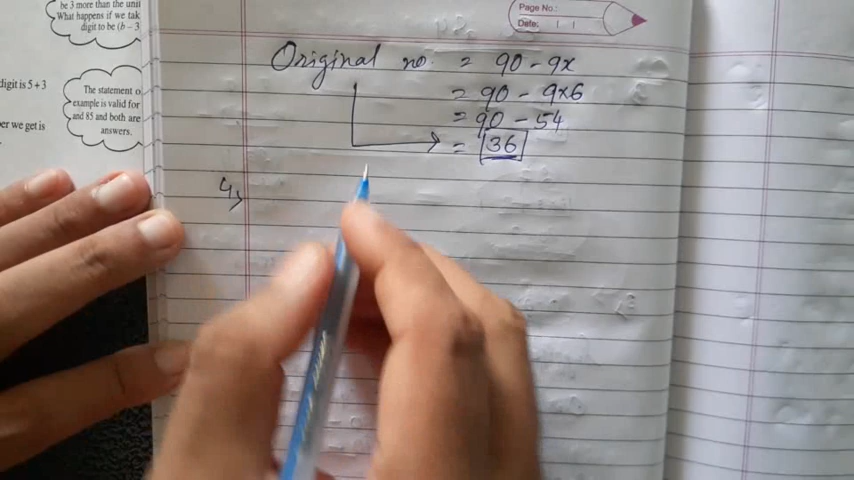 be 3 more than the unit
What happens if we tak
digit to be (b – 3
Page No.:
Date:
Original no. = 90 - 9x
= 90 - 9x6
digit is 5 + 3
The statement o
example is valid for
and 85 and both are
answers.
= 90 - 54
er we get is
= 36
4)